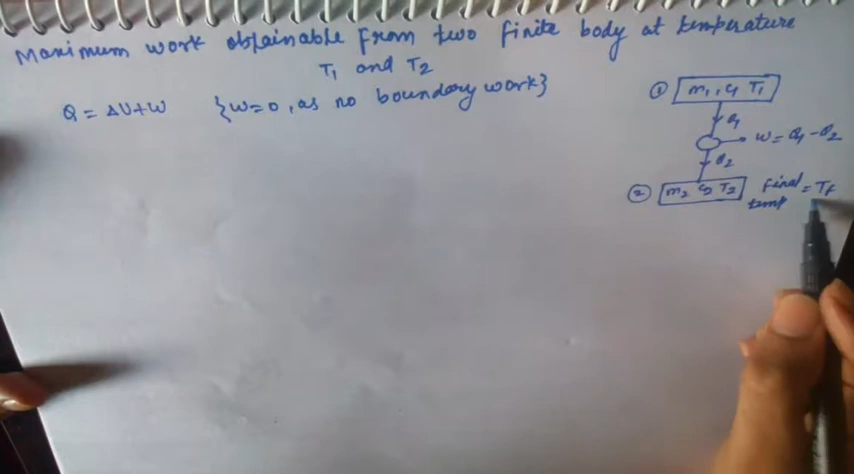 Maximum work obtainable from two finite body at temperature
T₁ and T₂
Q = ΔU+W {W=0, as no boundary work}
① m₁, c₁ T₁
Q₁
W = Q₁ - Q₂
Q₂
② m₂ c₂ T₂
Final temp = Tf